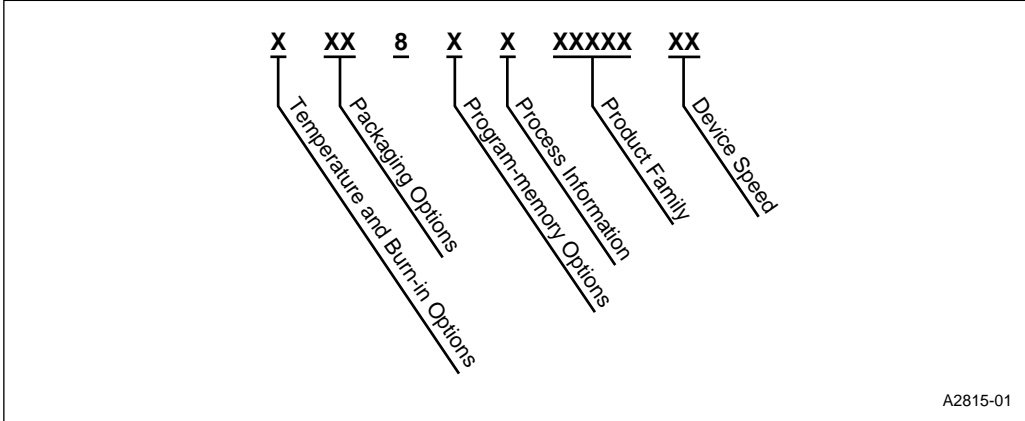 X XX 8 X X XXXXX XX
Temperature and Burn-in Options
Packaging Options
Program-memory Options
Process Information
Product Family
Device Speed
A2815-01